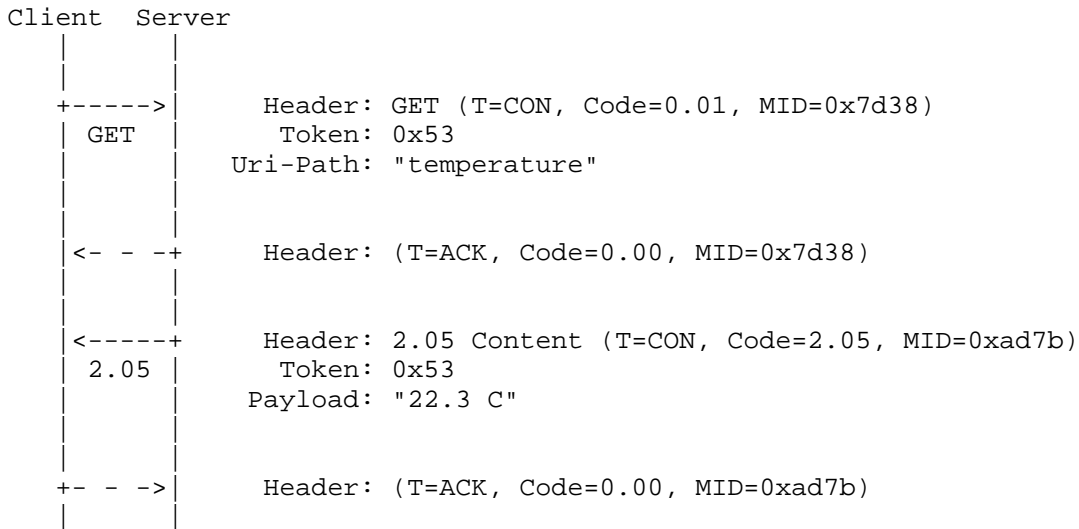 Client Server
+----->| Header: GET (T=CON, Code=0.01, MID=0x7d38)
| GET | Token: 0x53
| | Uri-Path: "temperature"
|<- - -+ Header: (T=ACK, Code=0.00, MID=0x7d38)
|<-----+ Header: 2.05 Content (T=CON, Code=2.05, MID=0xad7b)
| 2.05 | Token: 0x53
| | Payload: "22.3 C"
+- - ->| Header: (T=ACK, Code=0.00, MID=0xad7b)